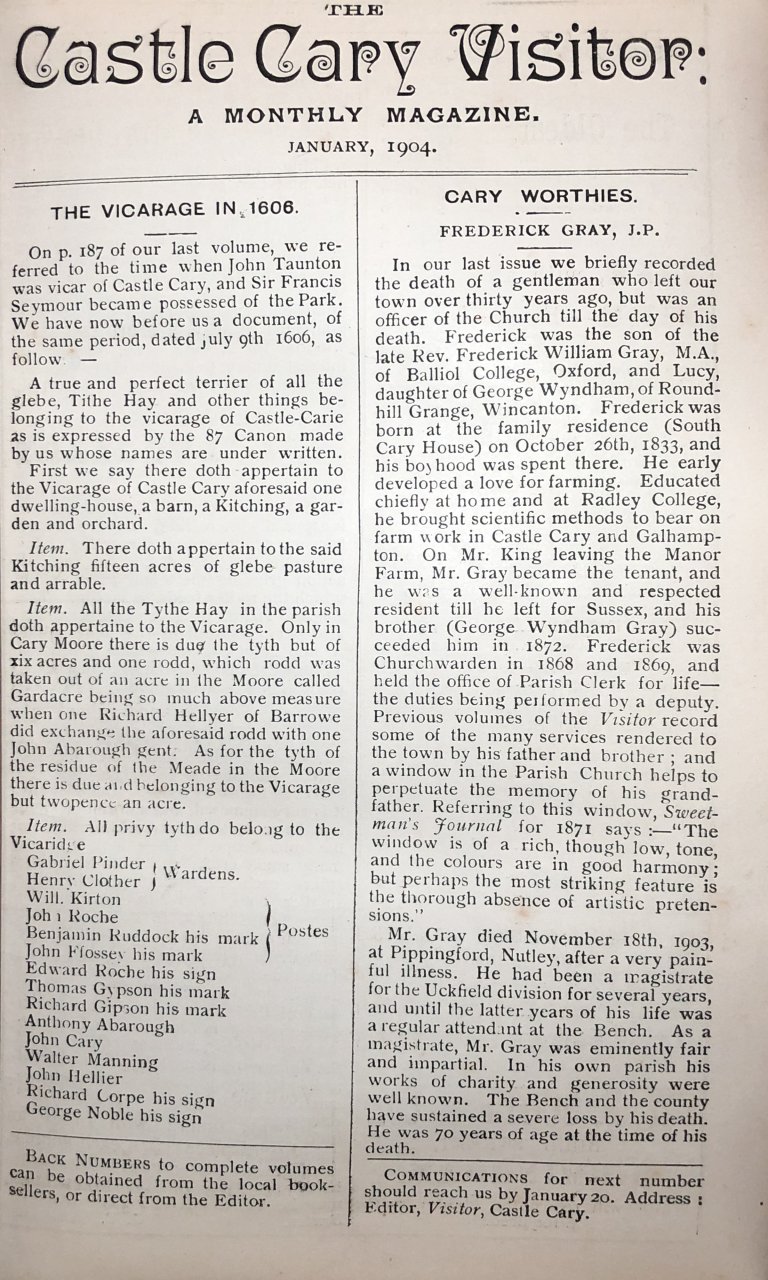 THE
Castle Cary Visitor:
A MONTHLY MAGAZINE.
JANUARY, 1904.
THE VICARAGE IN 1606.
On p. 187 of our last volume, we re-
ferred to the time when John Taunton
was vicar of Castle Cary, and Sir Francis
Seymour became possessed of the Park.
We have now before us a document, of
the same period, dated july 9th 1606, as
follow —
A true and perfect terrier of all the
glebe, Tithe Hay and other things be-
longing to the vicarage of Castle-Carie
as is expressed by the 87 Canon made
by us whose names are under written.
First we say there doth appertain to
the Vicarage of Castle Cary aforesaid one
dwelling-house, a barn, a Kitching, a gar-
den and orchard.
Item. There doth appertain to the said
Kitching fifteen acres of glebe pasture
and arrable.
Item. All the Tythe Hay in the parish
doth appertaine to the Vicarage. Only in
Cary Moore there is due the tyth but of
xix acres and one rodd, which rodd was
taken out of an acre in the Moore called
Gardacre being so much above measure
when one Richard Hellyer of Barrowe
did exchange the aforesaid rodd with one
John Abarough gent. As for the tyth of
the residue of the Meade in the Moore
there is due and belonging to the Vicarage
but twopence an acre.
Item. All privy tyth do belong to the
Vicaridge
Gabriel Pinder
Henry Clother } Wardens.
Will. Kirton
John Roche
Benjamin Ruddock his mark } Postes
John Ffossey his mark
Edward Roche his sign
Thomas Gypson his mark
Richard Gipson his mark
Anthony Abarough
John Cary
Walter Manning
John Hellier
Richard Corpe his sign
George Noble his sign
BACK NUMBERS to complete volumes
can be obtained from the local book-
sellers, or direct from the Editor.
CARY WORTHIES.
FREDERICK GRAY, J.P.
In our last issue we briefly recorded
the death of a gentleman who left our
town over thirty years ago, but was an
officer of the Church till the day of his
death. Frederick was the son of the
late Rev. Frederick William Gray, M.A.,
of Balliol College, Oxford, and Lucy,
daughter of George Wyndham, of Round-
hill Grange, Wincanton. Frederick was
born at the family residence (South
Cary House) on October 26th, 1833, and
his boyhood was spent there. He early
developed a love for farming. Educated
chiefly at home and at Radley College,
he brought scientific methods to bear on
farm work in Castle Cary and Galhamp-
ton. On Mr. King leaving the Manor
Farm, Mr. Gray became the tenant, and
he was a well-known and respected
resident till he left for Sussex, and his
brother (George Wyndham Gray) suc-
ceeded him in 1872. Frederick was
Churchwarden in 1868 and 1869, and
held the office of Parish Clerk for life—
the duties being performed by a deputy.
Previous volumes of the Visitor record
some of the many services rendered to
the town by his father and brother ; and
a window in the Parish Church helps to
perpetuate the memory of his grand-
father. Referring to this window, Sweet-
man's Journal for 1871 says :—"The
window is of a rich, though low, tone,
and the colours are in good harmony;
but perhaps the most striking feature is
the thorough absence of artistic preten-
sions."
Mr. Gray died November 18th, 1903,
at Pippingford, Nutley, after a very pain-
ful illness. He had been a magistrate
for the Uckfield division for several years,
and until the latter years of his life was
a regular attendant at the Bench. As a
magistrate, Mr. Gray was eminently fair
and impartial. In his own parish his
works of charity and generosity were
well known. The Bench and the county
have sustained a severe loss by his death.
He was 70 years of age at the time of his
death.
COMMUNICATIONS for next number
should reach us by January 20. Address :
Editor, Visitor, Castle Cary.